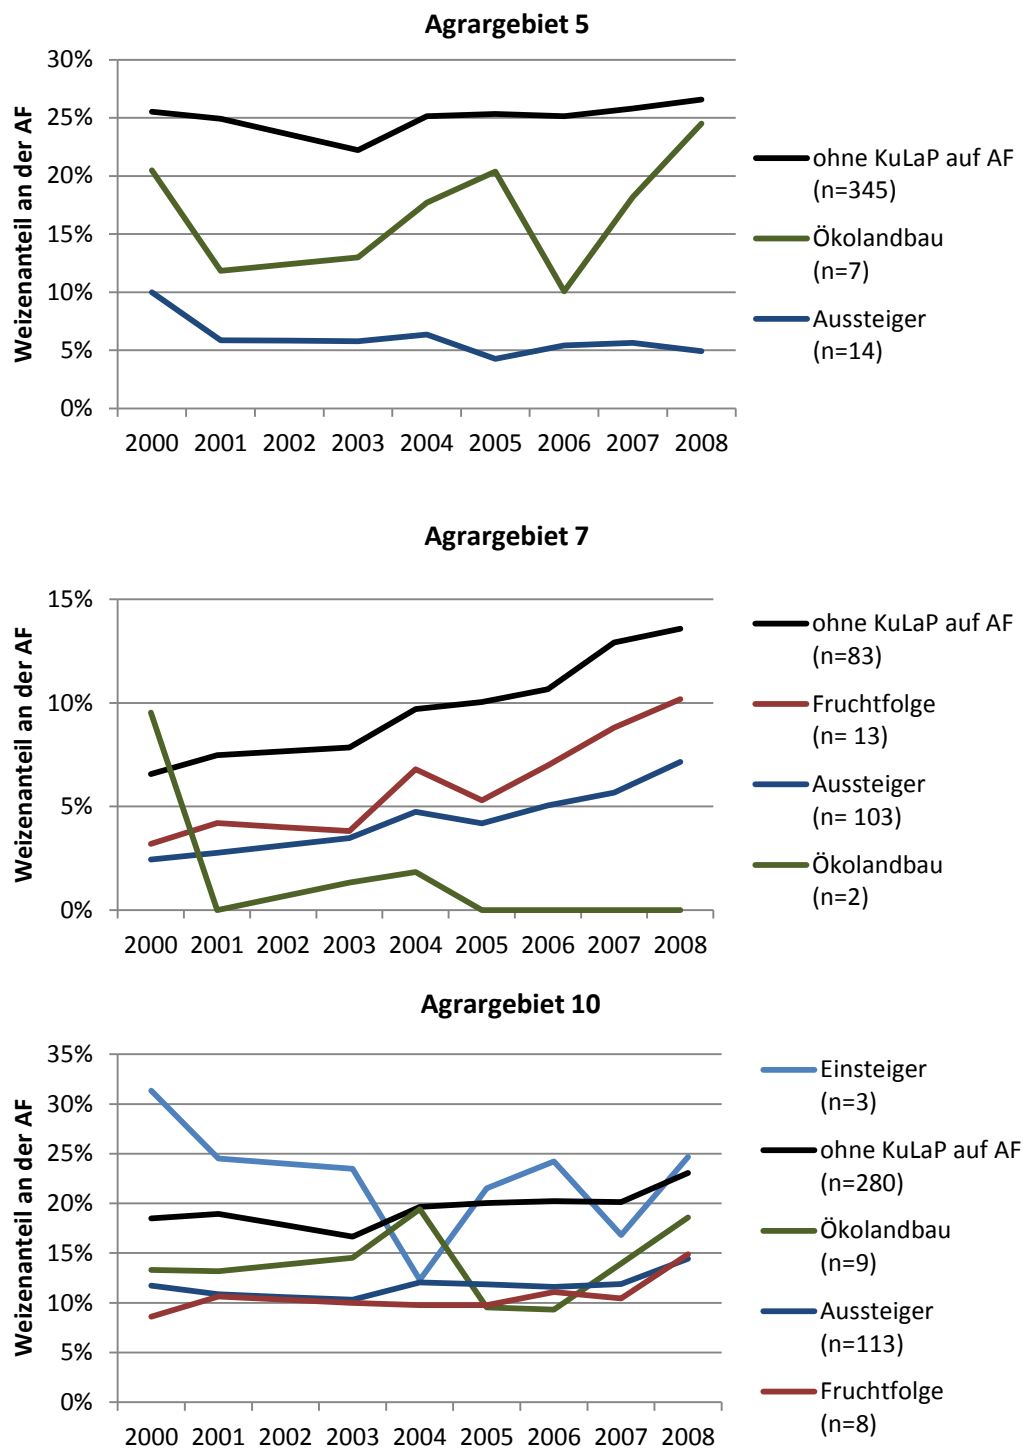 Agrargebiet 5
Weizenanteil an der AF
30%
25%
20%
15%
10%
5%
0%
2000 2001 2002 2003 2004 2005 2006 2007 2008
ohne KuLaP auf AF
(n=345)
Ökolandbau
(n=7)
Aussteiger
(n=14)
Agrargebiet 7
Weizenanteil an der AF
15%
10%
5%
0%
2000 2001 2002 2003 2004 2005 2006 2007 2008
ohne KuLaP auf AF
(n=83)
Fruchtfolge
(n= 13)
Aussteiger
(n= 103)
Ökolandbau
(n=2)
Agrargebiet 10
Weizenanteil an der AF
35%
30%
25%
20%
15%
10%
5%
0%
2000 2001 2002 2003 2004 2005 2006 2007 2008
Einsteiger
(n=3)
ohne KuLaP auf AF
(n=280)
Ökolandbau
(n=9)
Aussteiger
(n=113)
Fruchtfolge
(n=8)